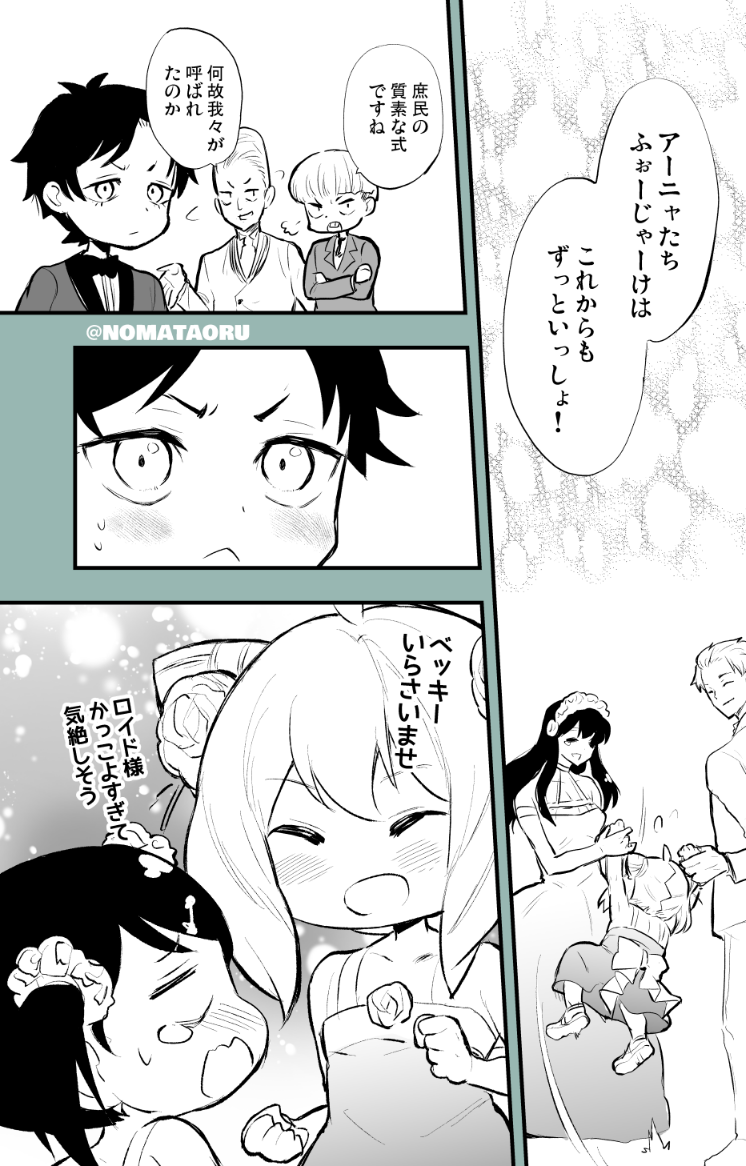 アーニャたち
ふぉーじゃーけは
これからも
ずっといっしょ！
庶民の
質素な式
ですね
何故我々が
呼ばれ
たのか
@NOMATAORU
ベッキー
いらさいませ
ロイド様
かっこよすぎて
気絶しそう